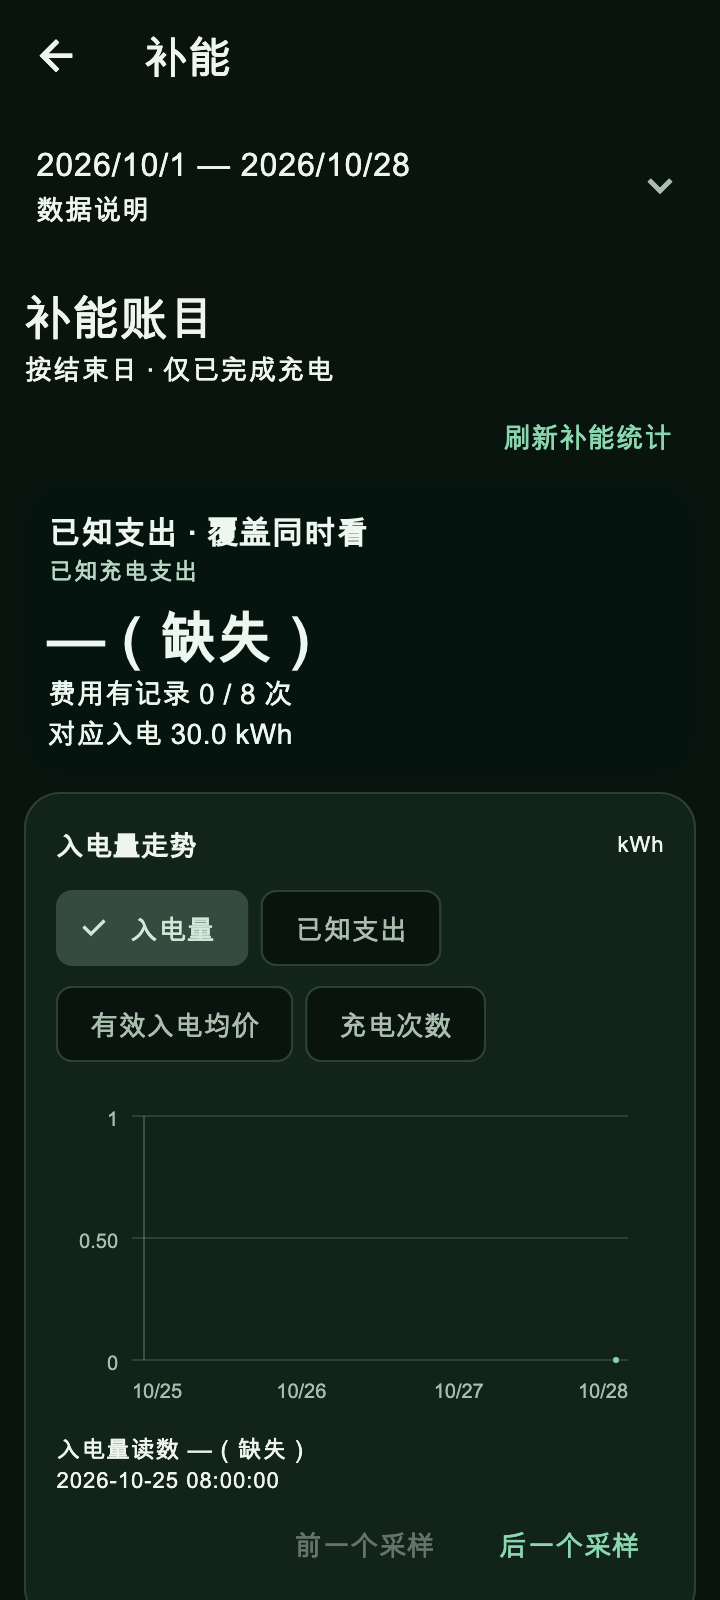 补能
2026/10/1 — 2026/10/28
数据说明
补能账目
按结束日 · 仅已完成充电
刷新补能统计
已知支出 · 覆盖同时看
已知充电支出
—（缺失）
费用有记录 0 / 8 次
对应入电 30.0 kWh
入电量走势
kWh
入电量
已知支出
有效入电均价
充电次数
1
0.50
0
10/25
10/26
10/27
10/28
入电量读数 —（缺失）
2026-10-25 08:00:00
前一个采样
后一个采样